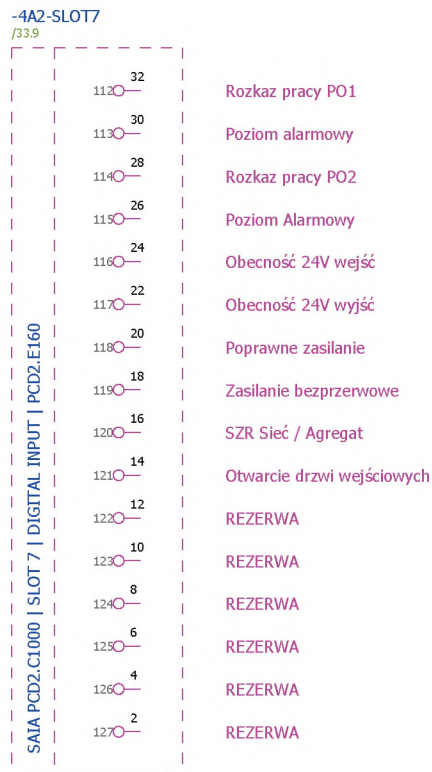 -4A2-SLOT7
/33.9
32
112 Rozkaz pracy PO1
30
113 Poziom alarmowy
28
114 Rozkaz pracy PO2
26
115 Poziom Alarmowy
24
116 Obecność 24V wejść
22
117 Obecność 24V wyjść
20
118 Poprawne zasilanie
18
119 Zasilanie bezprzerwowe
16
120 SZR Sieć / Agregat
14
121 Otwarcie drzwi wejściowych
12
122 REZERWA
10
123 REZERWA
8
124 REZERWA
6
125 REZERWA
4
126 REZERWA
2
127 REZERWA
SAIA PCD2.C1000 | SLOT 7 | DIGITAL INPUT | PCD2.E160